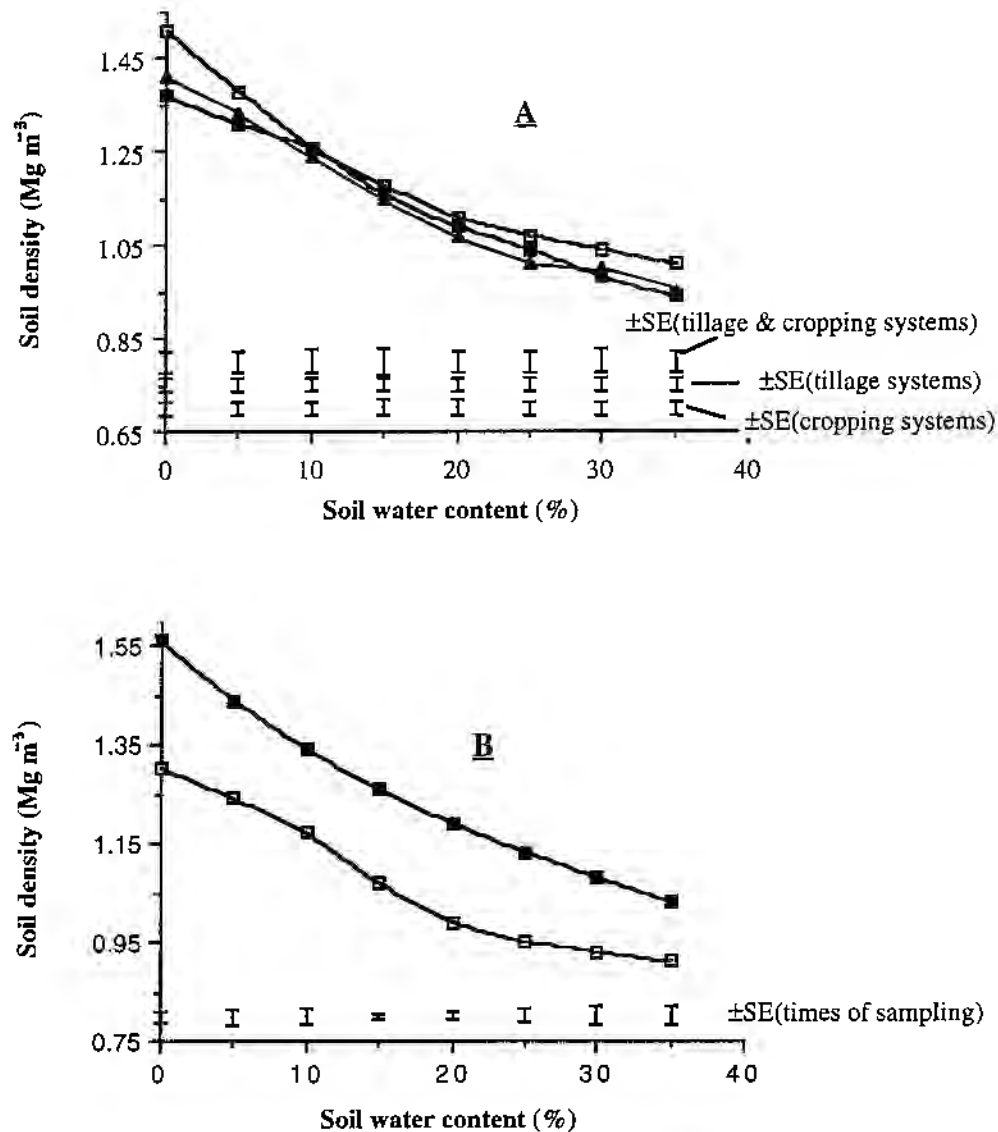 1.45
A
1.25
1.05
0.85
0.65
Soil density (Mg m⁻³)
±SE(tillage & cropping systems)
±SE(tillage systems)
±SE(cropping systems)
0 10 20 30 40
Soil water content (%)
1.55
1.35
B
1.15
0.95
0.75
Soil density (Mg m⁻³)
±SE(times of sampling)
0 10 20 30 40
Soil water content (%)